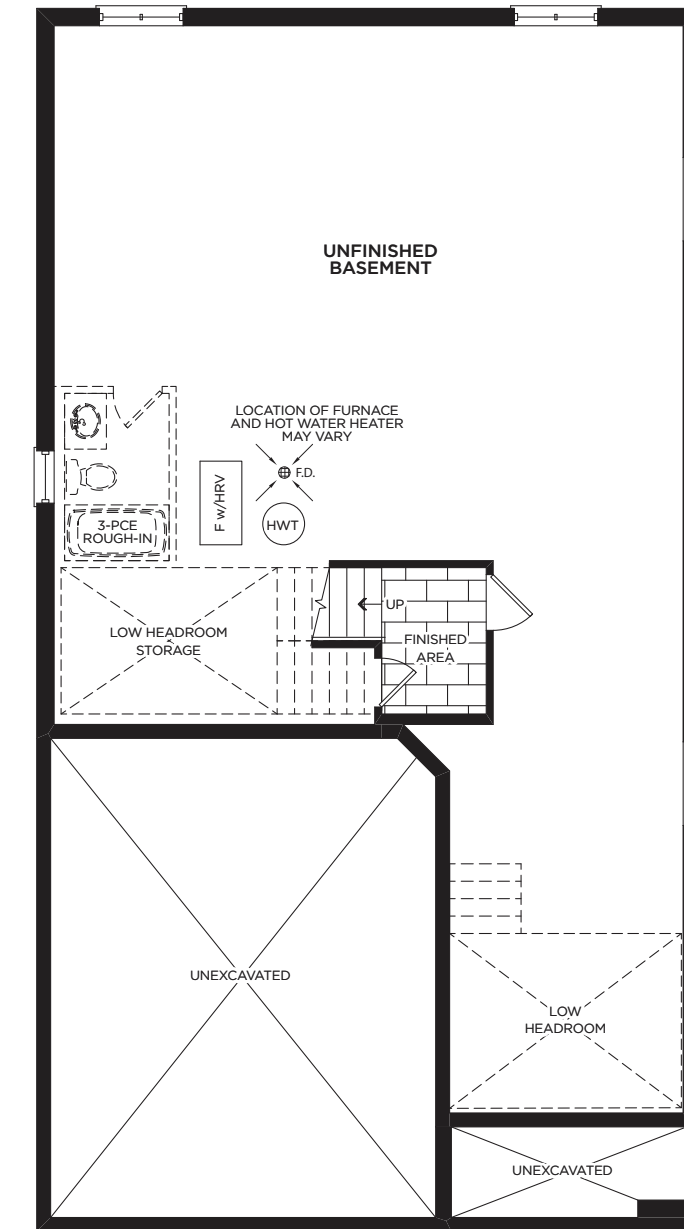 UNFINISHED
BASEMENT
LOCATION OF FURNACE
AND HOT WATER HEATER
MAY VARY
F.D.
F w/HRV
HWT
3-PCE
ROUGH-IN
UP
LOW HEADROOM
STORAGE
FINISHED
AREA
UNEXCAVATED
LOW
HEADROOM
UNEXCAVATED